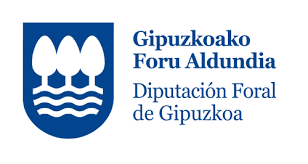 Gipuzkoako
Foru Aldundia
Diputación Foral
de Gipuzkoa